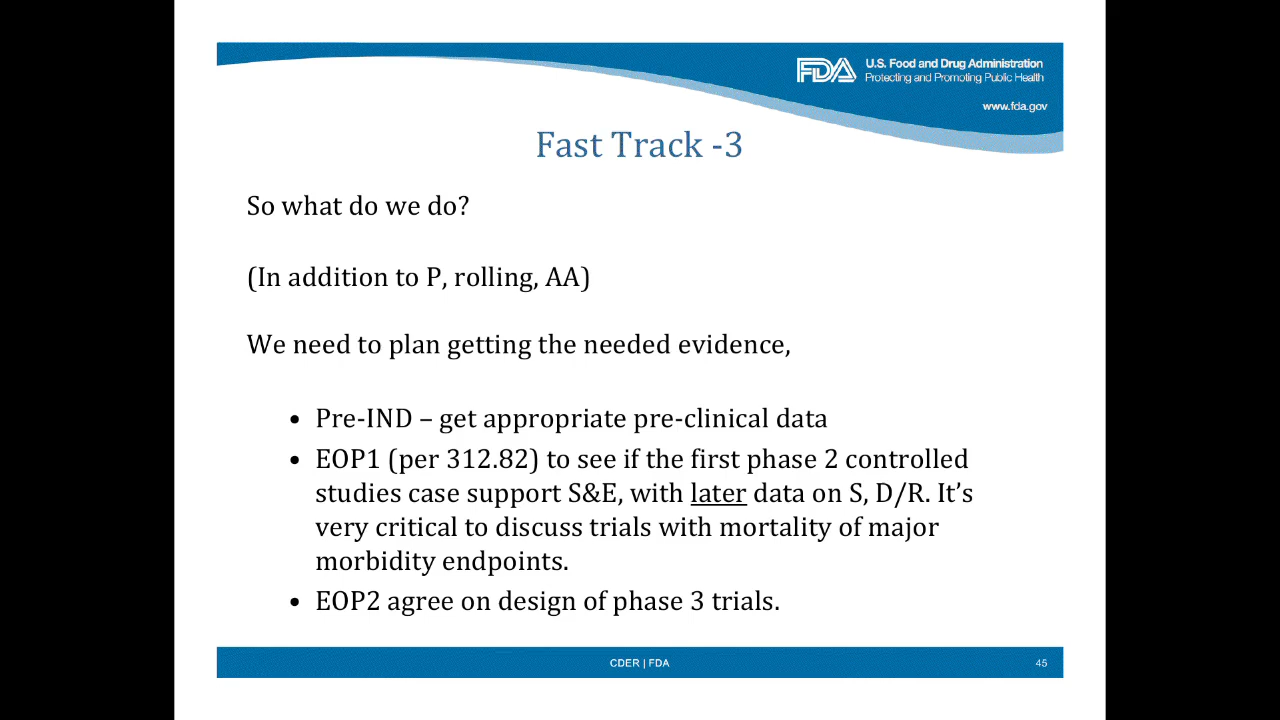 FDA
U.S. Food and Drug Administration
Protecting and Promoting Public Health
www.fda.gov
Fast Track -3
So what do we do?
(In addition to P, rolling, AA)
We need to plan getting the needed evidence,
• Pre-IND – get appropriate pre-clinical data
• EOP1 (per 312.82) to see if the first phase 2 controlled
studies case support S&E, with later data on S, D/R. It's
very critical to discuss trials with mortality of major
morbidity endpoints.
• EOP2 agree on design of phase 3 trials.
CDER | FDA
45